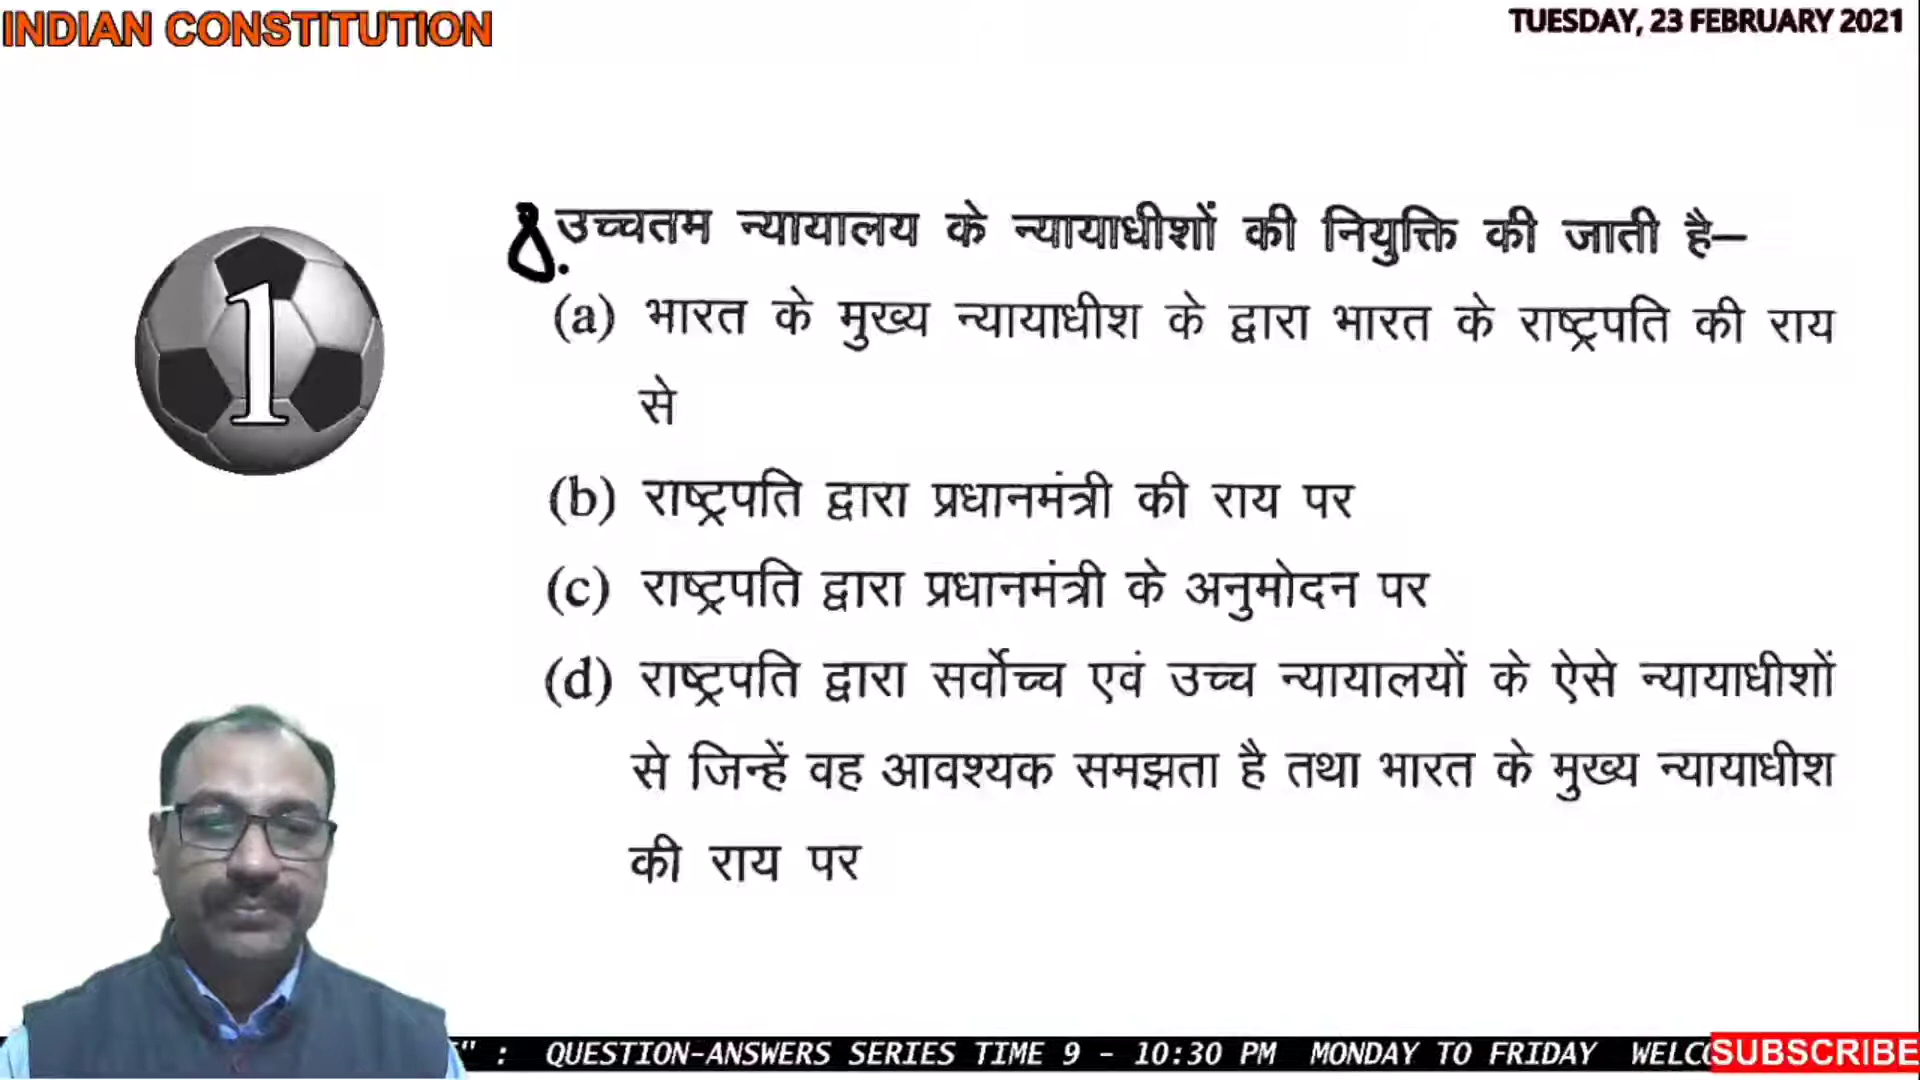 INDIAN CONSTITUTION
TUESDAY, 23 FEBRUARY 2021
1
8. उच्चतम न्यायालय के न्यायाधीशों की नियुक्ति की जाती है–
(a) भारत के मुख्य न्यायाधीश के द्वारा भारत के राष्ट्रपति की राय
से
(b) राष्ट्रपति द्वारा प्रधानमंत्री की राय पर
(c) राष्ट्रपति द्वारा प्रधानमंत्री के अनुमोदन पर
(d) राष्ट्रपति द्वारा सर्वोच्च एवं उच्च न्यायालयों के ऐसे न्यायाधीशों
से जिन्हें वह आवश्यक समझता है तथा भारत के मुख्य न्यायाधीश
की राय पर
" : QUESTION-ANSWERS SERIES TIME 9 - 10:30 PM MONDAY TO FRIDAY SUBSCRIBE